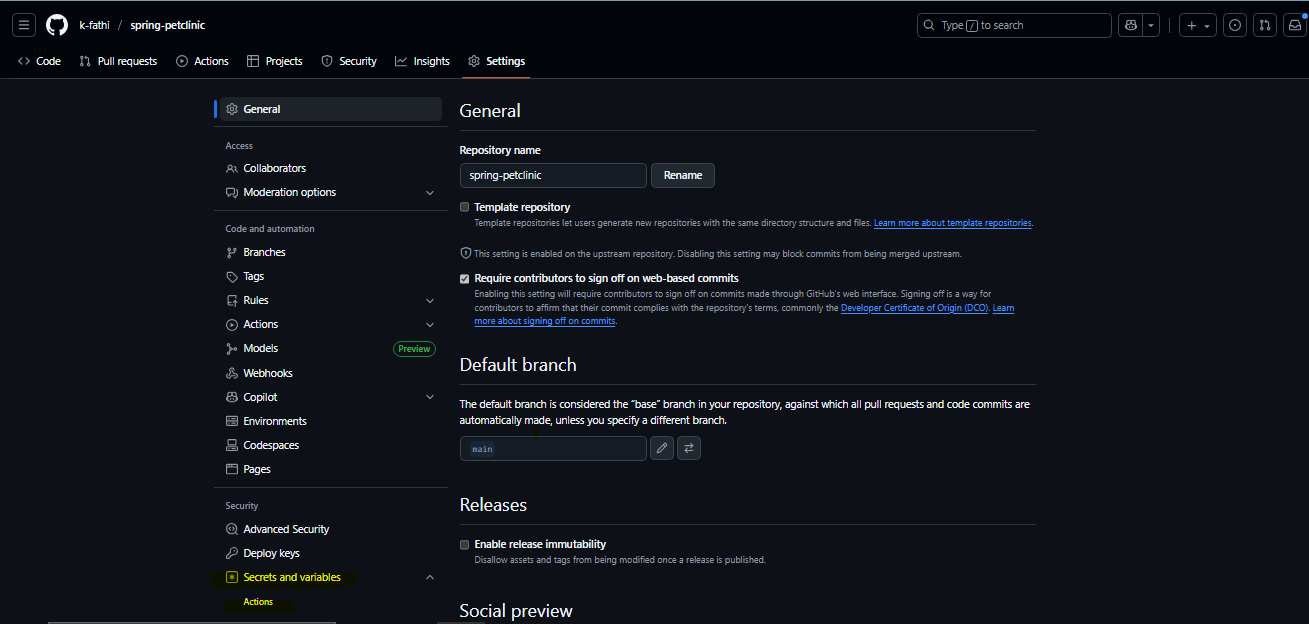 k-fathi / spring-petclinic
Type / to search
Code Pull requests Actions Projects Security Insights Settings
General
Access
Collaborators
Moderation options
Code and automation
Branches
Tags
Rules
Actions
Models Preview
Webhooks
Copilot
Environments
Codespaces
Pages
Security
Advanced Security
Deploy keys
Secrets and variables
Actions
General
Repository name
spring-petclinic Rename
Template repository
Template repositories let users generate new repositories with the same directory structure and files. Learn more about template repositories.
This setting is enabled on the upstream repository. Disabling this setting may block commits from being merged upstream.
Require contributors to sign off on web-based commits
Enabling this setting will require contributors to sign off on commits made through GitHub's web interface. Signing off is a way for
contributors to affirm that their commit complies with the repository's terms, commonly the Developer Certificate of Origin (DCO). Learn
more about signing off on commits.
Default branch
The default branch is considered the "base" branch in your repository, against which all pull requests and code commits are
automatically made, unless you specify a different branch.
main
Releases
Enable release immutability
Disallow assets and tags from being modified once a release is published.
Social preview